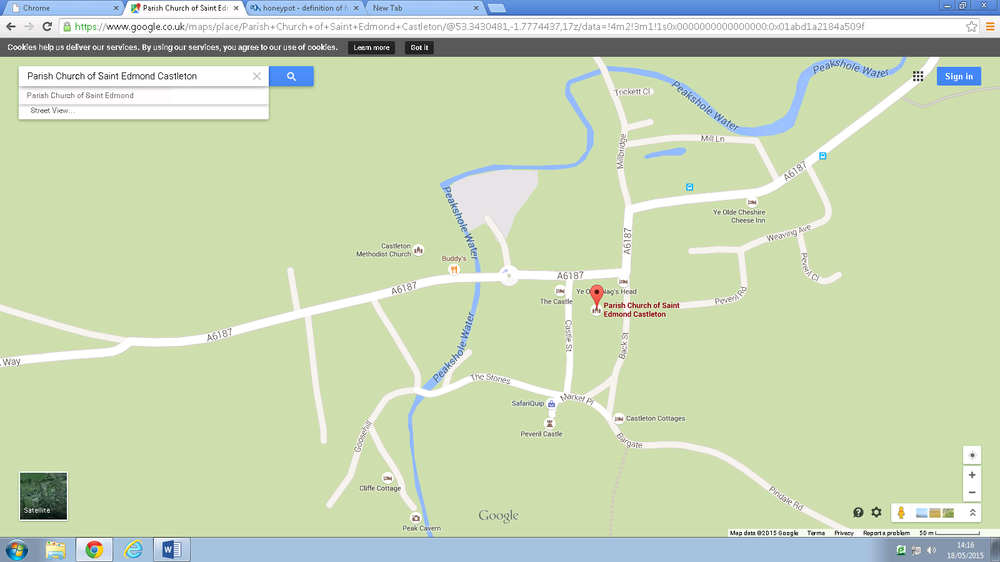 Chrome
Parish Church of Saint Edm
honeypot - definition of h
New Tab
https://www.google.co.uk/maps/place/Parish+Church+of+Saint+Edmond+Castleton/@53.3430481,-1.7774437,17z/data=!4m2!3m1!1s0x0000000000000000:0x01abd1a2184a509f
Cookies help us deliver our services. By using our services, you agree to our use of cookies. Learn more Got it
Parish Church of Saint Edmond Castleton
Sign in
Parish Church of Saint Edmond
Street View...
Peakshole Water
Trickett Cl
Peakshole Water
Millbridge
Mill Ln
A6187
Peakshole Water
Ye Olde Cheshire
Cheese Inn
A6187
Weaving Ave
Castleton
Methodist Church
Buddy's
Peveril Cl
A6187
A6187
Ye Nag's Head
The Castle
Peveril Rd
Parish Church of Saint
Edmond Castleton
A6187
Castle St
Back St
Peakshole Water
Way
The Stones
Market Pl
SafariQuip
Castleton Cottages
Peveril Castle
Goosehill
Bargate
Cliffe Cottage
Pindale Rd
Satellite
Google
Peak Cavern
Map data ©2015 Google Terms Privacy Report a problem 50 m
14:16
18/05/2015